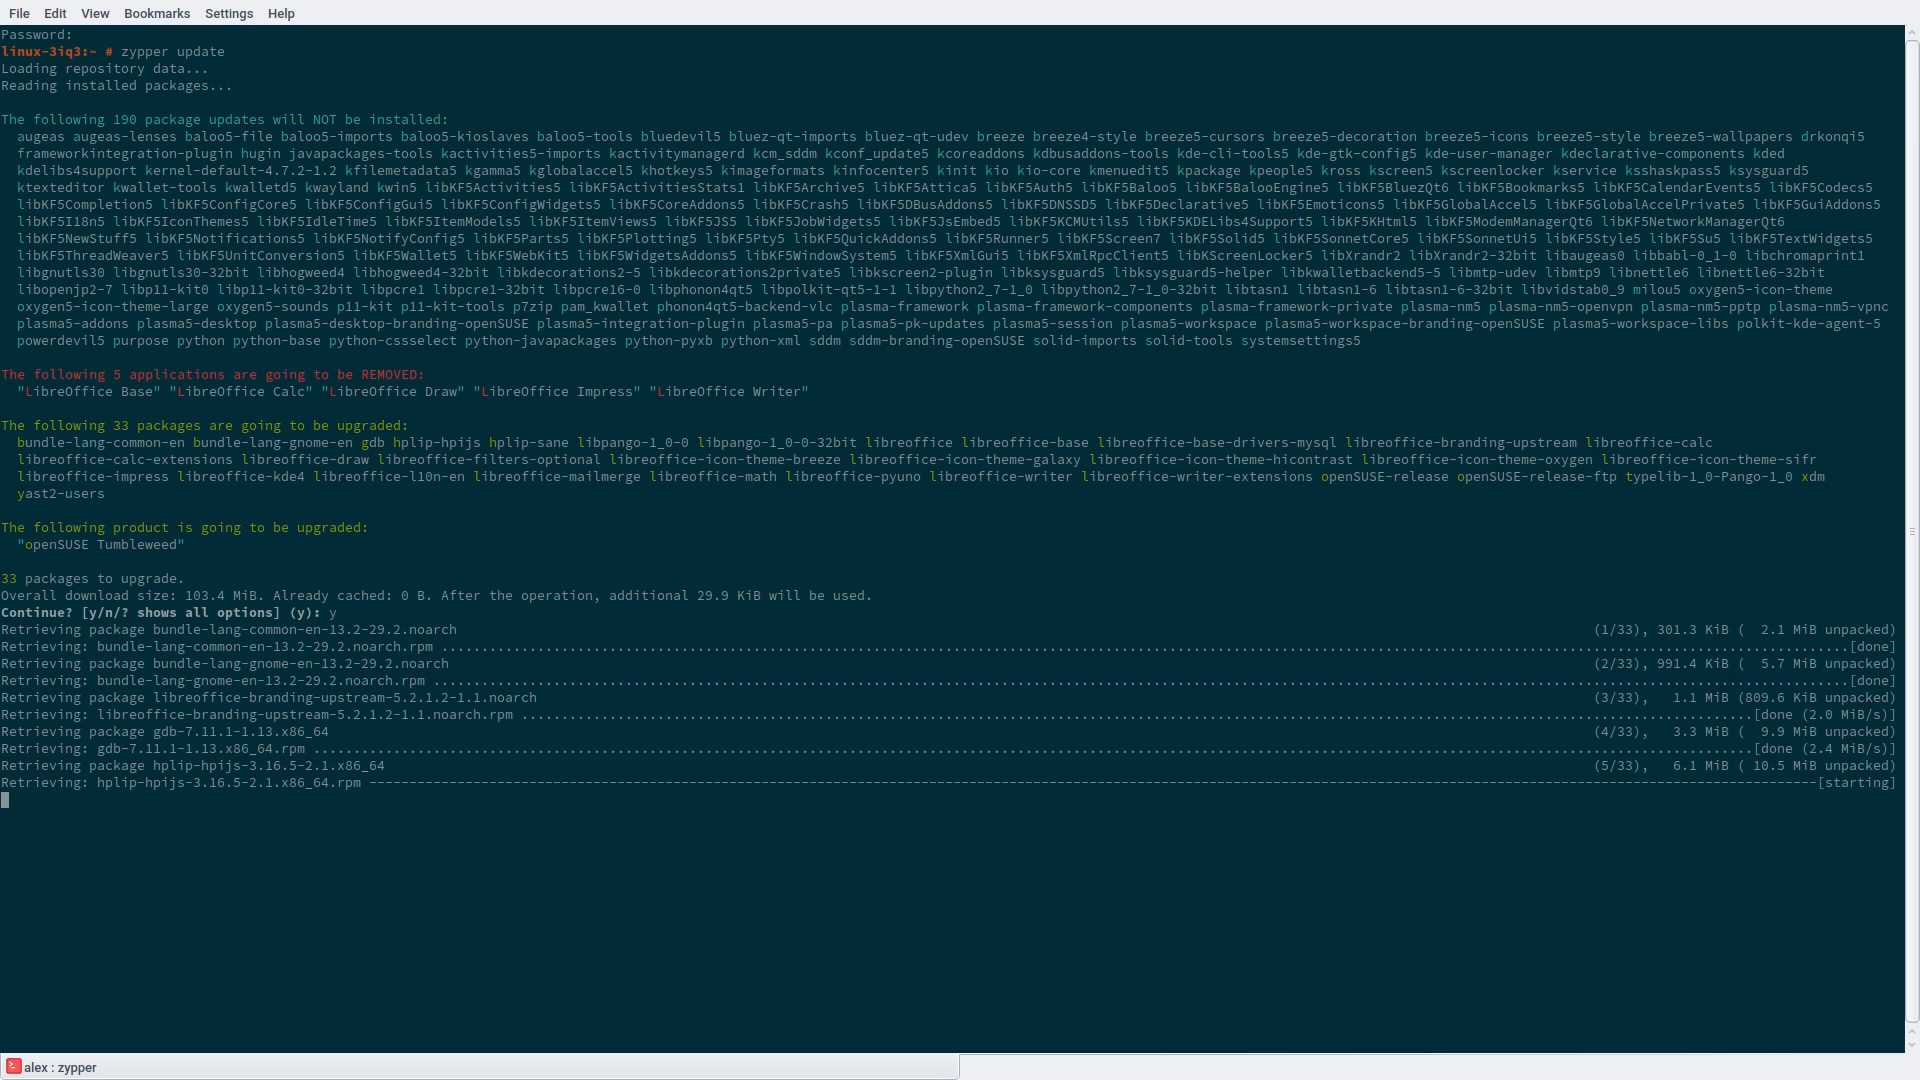 File Edit View Bookmarks Settings Help
Password:
linux-3iq3:~ # zypper update
Loading repository data...
Reading installed packages...
The following 190 package updates will NOT be installed:
augeas augeas-lenses baloo5-file baloo5-imports baloo5-kioslaves baloo5-tools bluedevil5 bluez-qt-imports bluez-qt-udev breeze breeze4-style breeze5-cursors breeze5-decoration breeze5-icons breeze5-style breeze5-wallpapers drkonqi5
frameworkintegration-plugin hugin javapackages-tools kactivities5-imports kactivitymanagerd kcm_sddm kconf_update5 kcoreaddons kdbusaddons-tools kde-cli-tools5 kde-gtk-config5 kde-user-manager kdeclarative-components kded
kdelibs4support kernel-default-4.7.2-1.2 kfilemetadata5 kgamma5 kglobalaccel5 khotkeys5 kimageformats kinfocenter5 kinit kio kio-core kmenuedit5 kpackage kpeople5 kross kscreen5 kscreenlocker kservice ksshaskpass5 ksysguard5
ktexteditor kwallet-tools kwalletd5 kwayland kwin5 libKF5Activities5 libKF5ActivitiesStats1 libKF5Archive5 libKF5Attica5 libKF5Auth5 libKF5Baloo5 libKF5BalooEngine5 libKF5BluezQt6 libKF5Bookmarks5 libKF5CalendarEvents5 libKF5Codecs5
libKF5Completion5 libKF5ConfigCore5 libKF5ConfigGui5 libKF5ConfigWidgets5 libKF5CoreAddons5 libKF5Crash5 libKF5DBusAddons5 libKF5DNSSD5 libKF5Declarative5 libKF5Emoticons5 libKF5GlobalAccel5 libKF5GlobalAccelPrivate5 libKF5GuiAddons5
libKF5I18n5 libKF5IconThemes5 libKF5IdleTime5 libKF5ItemModels5 libKF5ItemViews5 libKF5JS5 libKF5JobWidgets5 libKF5JsEmbed5 libKF5KCMUtils5 libKF5KDELibs4Support5 libKF5KHtml5 libKF5ModemManagerQt6 libKF5NetworkManagerQt6
libKF5NewStuff5 libKF5Notifications5 libKF5NotifyConfig5 libKF5Parts5 libKF5Plotting5 libKF5Pty5 libKF5QuickAddons5 libKF5Runner5 libKF5Screen7 libKF5Solid5 libKF5SonnetCore5 libKF5SonnetUi5 libKF5Style5 libKF5Su5 libKF5TextWidgets5
libKF5ThreadWeaver5 libKF5UnitConversion5 libKF5Wallet5 libKF5WebKit5 libKF5WidgetsAddons5 libKF5WindowSystem5 libKF5XmlGui5 libKF5XmlRpcClient5 libKScreenLocker5 libXrandr2 libXrandr2-32bit libaugeas0 libbabl-0_1-0 libchromaprint1
libgnutls30 libgnutls30-32bit libhogweed4 libhogweed4-32bit libkdecorations2-5 libkdecorations2private5 libkscreen2-plugin libksysguard5 libksysguard5-helper libkwalletbackend5-5 libmtp-udev libmtp9 libnettle6 libnettle6-32bit
libopenjp2-7 libp11-kit0 libp11-kit0-32bit libpcre1 libpcre1-32bit libpcre16-0 libphonon4qt5 libpolkit-qt5-1-1 libpython2_7-1_0 libpython2_7-1_0-32bit libtasn1 libtasn1-6 libtasn1-6-32bit libvidstab0_9 milou5 oxygen5-icon-theme
oxygen5-icon-theme-large oxygen5-sounds p11-kit p11-kit-tools p7zip pam_kwallet phonon4qt5-backend-vlc plasma-framework plasma-framework-components plasma-framework-private plasma-nm5 plasma-nm5-openvpn plasma-nm5-pptp plasma-nm5-vpnc
plasma5-addons plasma5-desktop plasma5-desktop-branding-openSUSE plasma5-integration-plugin plasma5-pa plasma5-pk-updates plasma5-session plasma5-workspace plasma5-workspace-branding-openSUSE plasma5-workspace-libs polkit-kde-agent-5
powerdevil5 purpose python python-base python-cssselect python-javapackages python-pyxb python-xml sddm sddm-branding-openSUSE solid-imports solid-tools systemsettings5
The following 5 applications are going to be REMOVED:
"LibreOffice Base" "LibreOffice Calc" "LibreOffice Draw" "LibreOffice Impress" "LibreOffice Writer"
The following 33 packages are going to be upgraded:
bundle-lang-common-en bundle-lang-gnome-en gdb hplip-hpijs hplip-sane libpango-1_0-0 libpango-1_0-0-32bit libreoffice libreoffice-base libreoffice-base-drivers-mysql libreoffice-branding-upstream libreoffice-calc
libreoffice-calc-extensions libreoffice-draw libreoffice-filters-optional libreoffice-icon-theme-breeze libreoffice-icon-theme-galaxy libreoffice-icon-theme-hicontrast libreoffice-icon-theme-oxygen libreoffice-icon-theme-sifr
libreoffice-impress libreoffice-kde4 libreoffice-l10n-en libreoffice-mailmerge libreoffice-math libreoffice-pyuno libreoffice-writer libreoffice-writer-extensions openSUSE-release openSUSE-release-ftp typelib-1_0-Pango-1_0 xdm
yast2-users
The following product is going to be upgraded:
"openSUSE Tumbleweed"
33 packages to upgrade.
Overall download size: 103.4 MiB. Already cached: 0 B. After the operation, additional 29.9 KiB will be used.
Continue? [y/n/? shows all options] (y): y
Retrieving package bundle-lang-common-en-13.2-29.2.noarch (1/33), 301.3 KiB (  2.1 MiB unpacked)
Retrieving: bundle-lang-common-en-13.2-29.2.noarch.rpm ....................[done]
Retrieving package bundle-lang-gnome-en-13.2-29.2.noarch (2/33), 991.4 KiB (  5.7 MiB unpacked)
Retrieving: bundle-lang-gnome-en-13.2-29.2.noarch.rpm ....................[done]
Retrieving package libreoffice-branding-upstream-5.2.1.2-1.1.noarch (3/33),   1.1 MiB (809.6 KiB unpacked)
Retrieving: libreoffice-branding-upstream-5.2.1.2-1.1.noarch.rpm ....................[done (2.0 MiB/s)]
Retrieving package gdb-7.11.1-1.13.x86_64 (4/33),   3.3 MiB (  9.9 MiB unpacked)
Retrieving: gdb-7.11.1-1.13.x86_64.rpm ....................[done (2.4 MiB/s)]
Retrieving package hplip-hpijs-3.16.5-2.1.x86_64 (5/33),   6.1 MiB ( 10.5 MiB unpacked)
Retrieving: hplip-hpijs-3.16.5-2.1.x86_64.rpm --------------------[starting]
alex : zypper